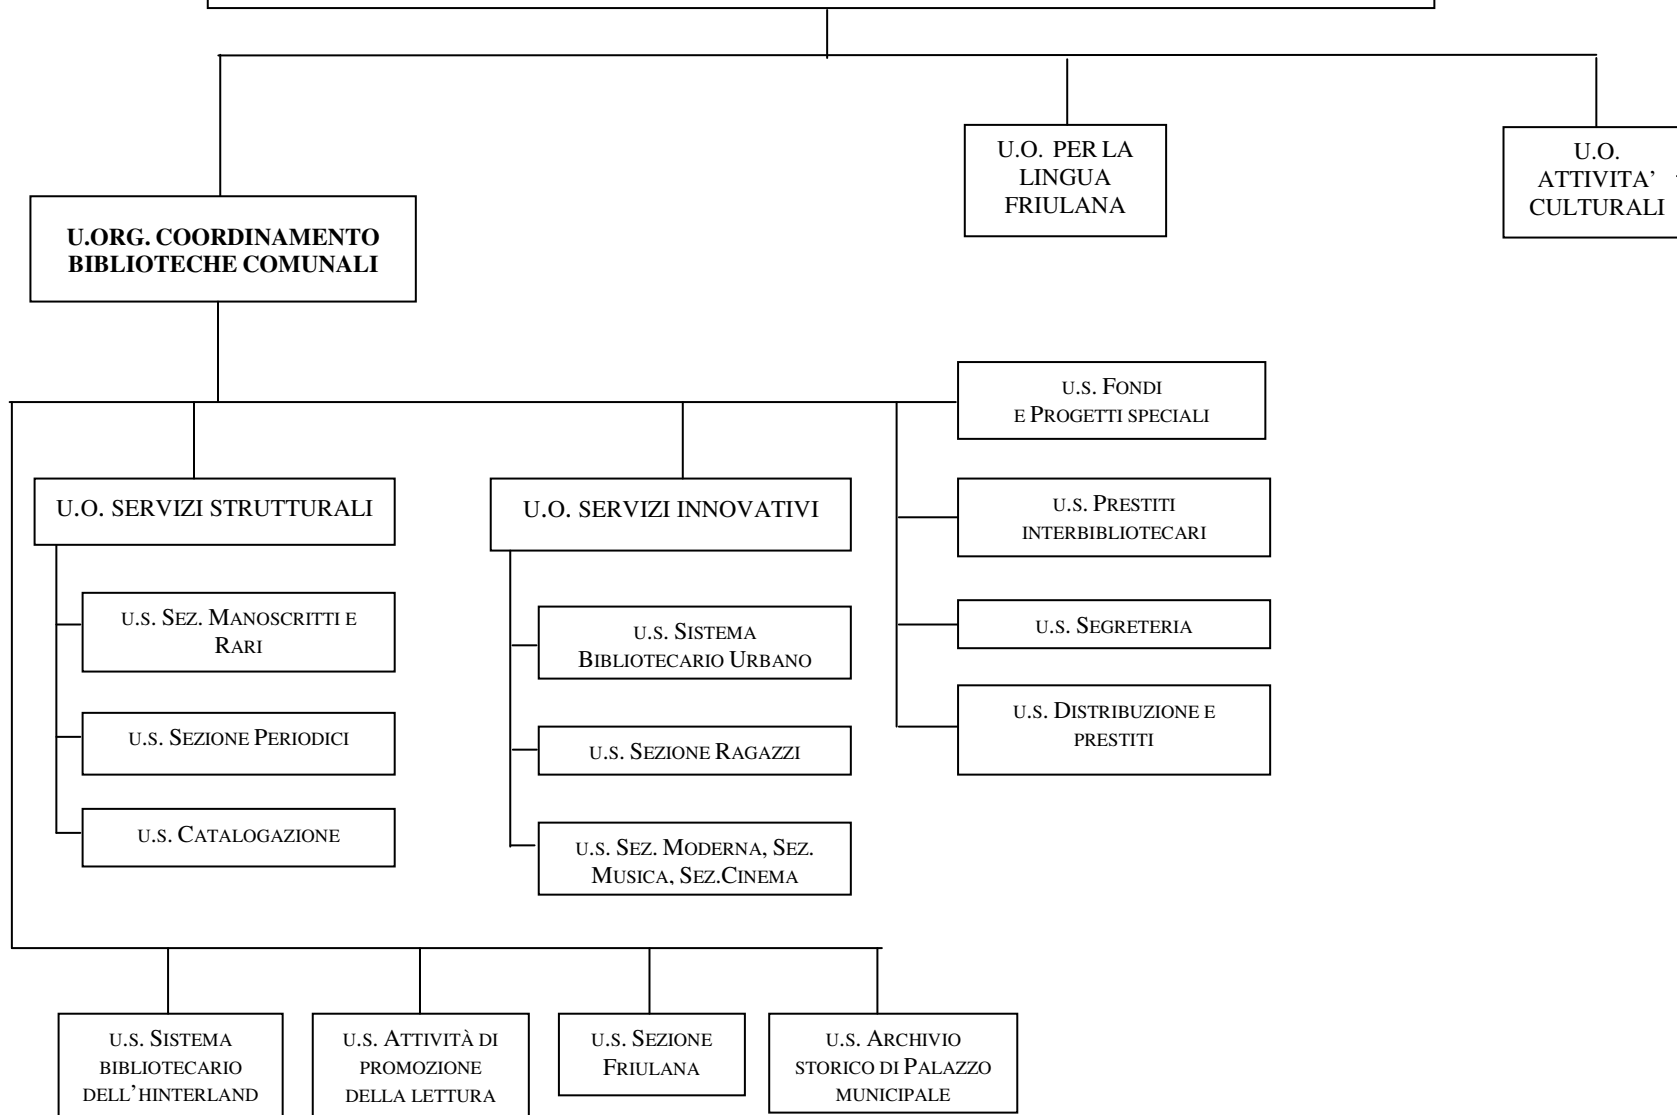 U.O. PER LA
LINGUA
FRIULANA
U.O.
ATTIVITA'
CULTURALI
U.ORG. COORDINAMENTO
BIBLIOTECHE COMUNALI
U.S. FONDI
E PROGETTI SPECIALI
U.O. SERVIZI STRUTTURALI
U.O. SERVIZI INNOVATIVI
U.S. PRESTITI
INTERBIBLIOTECARI
U.S. SEZ. MANOSCRITTI E
RARI
U.S. SISTEMA
BIBLIOTECARIO URBANO
U.S. SEGRETERIA
U.S. SEZIONE PERIODICI
U.S. SEZIONE RAGAZZI
U.S. DISTRIBUZIONE E
PRESTITI
U.S. CATALOGAZIONE
U.S. SEZ. MODERNA, SEZ.
MUSICA, SEZ.CINEMA
U.S. SISTEMA
BIBLIOTECARIO
DELL'HINTERLAND
U.S. ATTIVITÀ DI
PROMOZIONE
DELLA LETTURA
U.S. SEZIONE
FRIULANA
U.S. ARCHIVIO
STORICO DI PALAZZO
MUNICIPALE